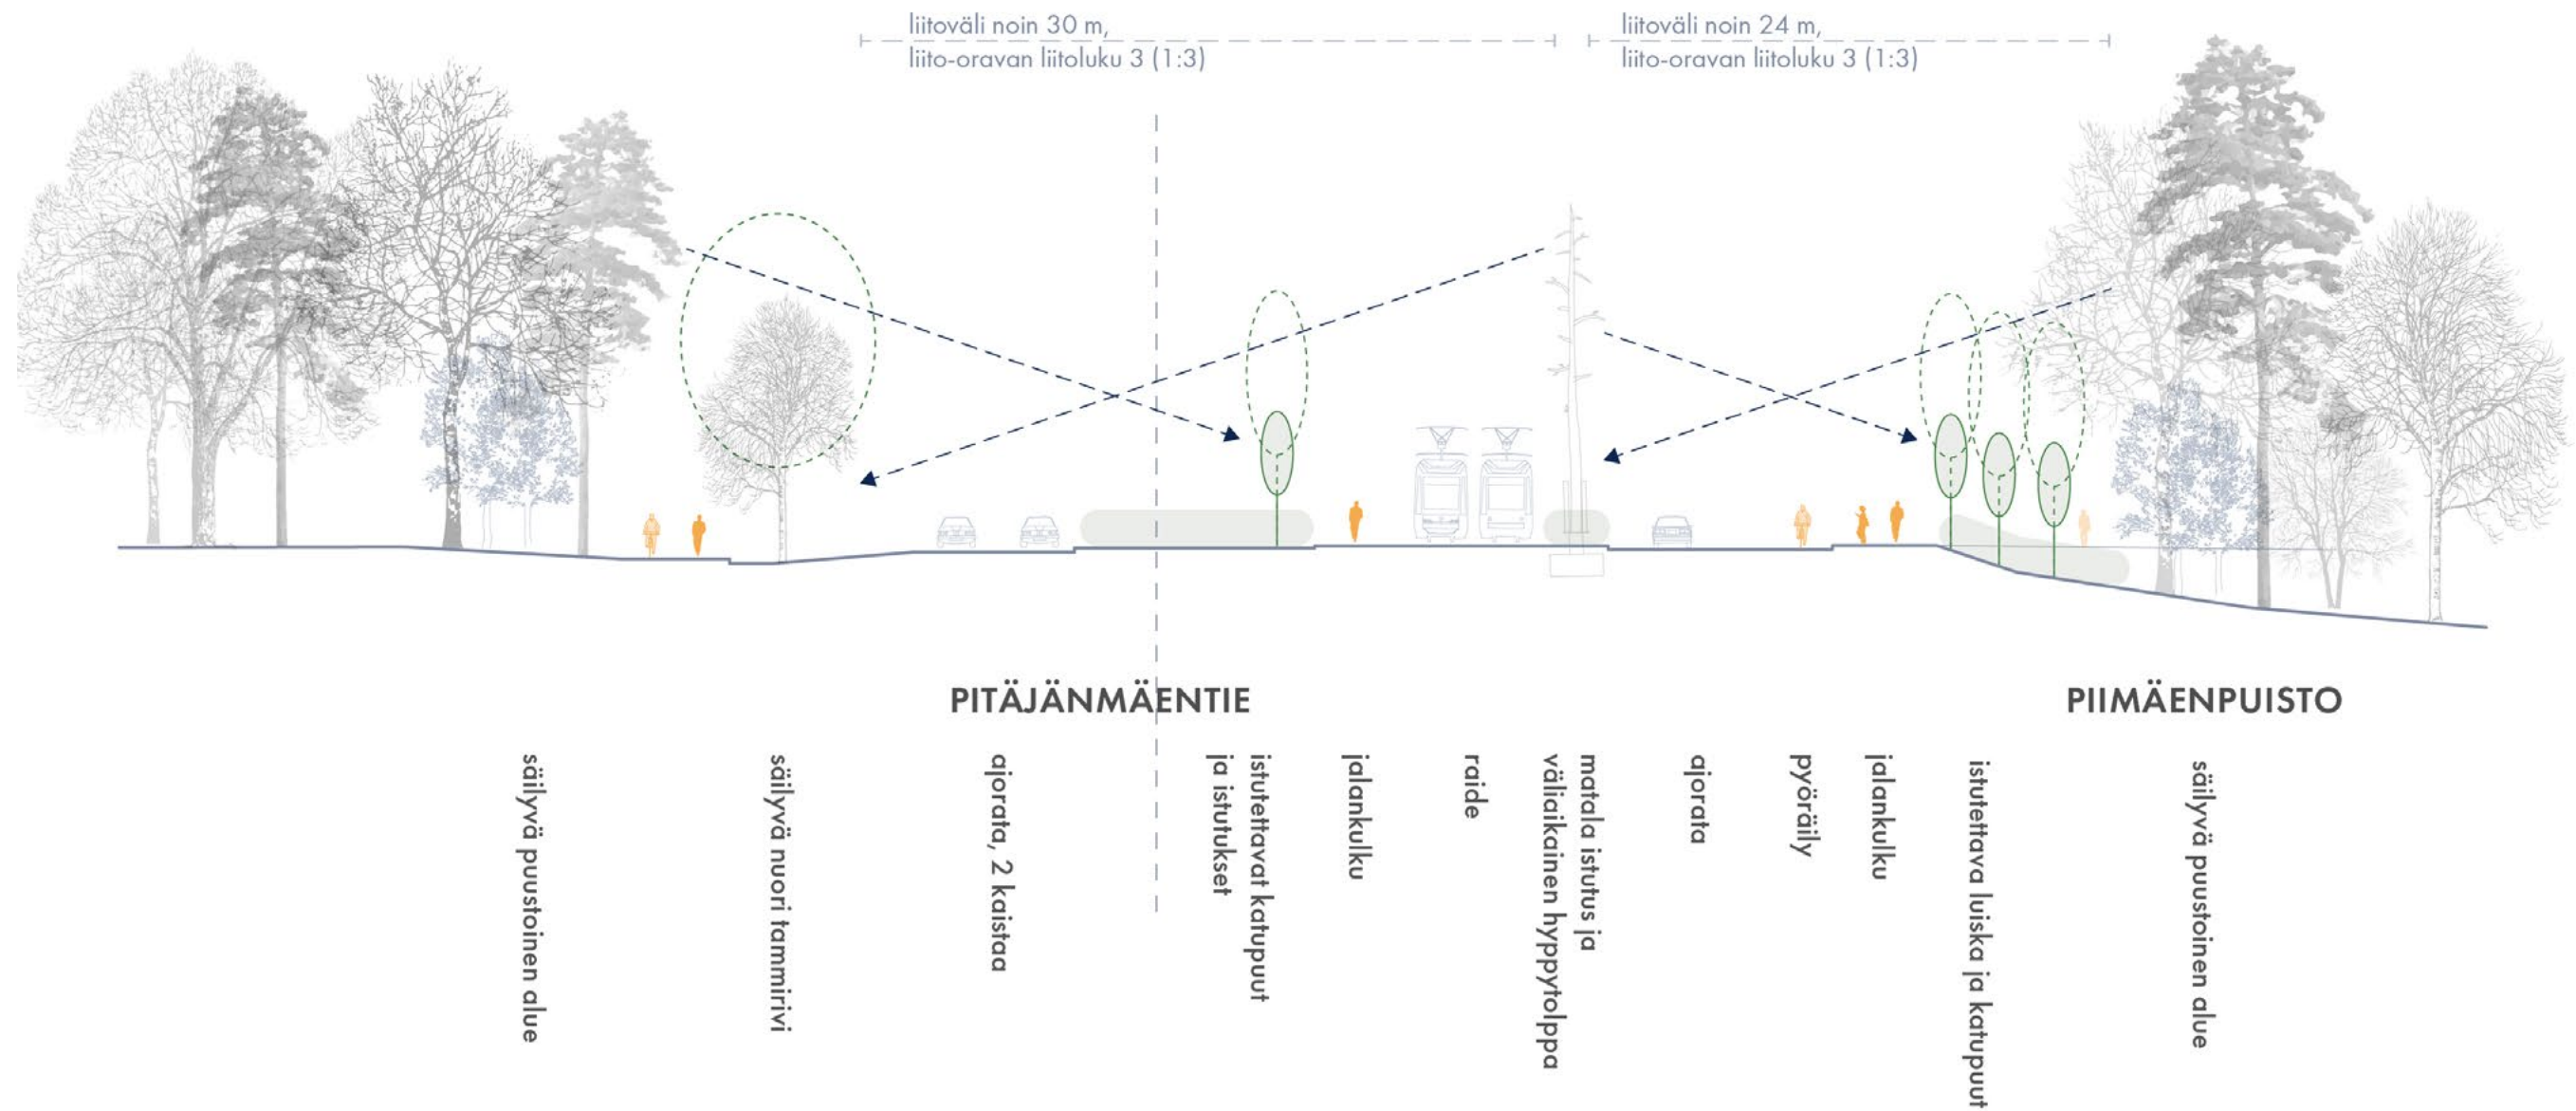 liitoväli noin 30 m,
liito-oravan liitoluku 3 (1:3)
liitoväli noin 24 m,
liito-oravan liitoluku 3 (1:3)
PITÄJÄNMÄENTIE
PIIMÄENPUISTO
säilyvä puustoinen alue
säilyvä nuori tammirivi
ajorata, 2 kaistaa
istutettavat katupuut
ja istutukset
jalankulku
raide
matala istutus ja
väliaikainen hyppytolppa
ajorata
pyöräily
jalankulku
istutettava luiska ja katupuut
säilyvä puustoinen alue